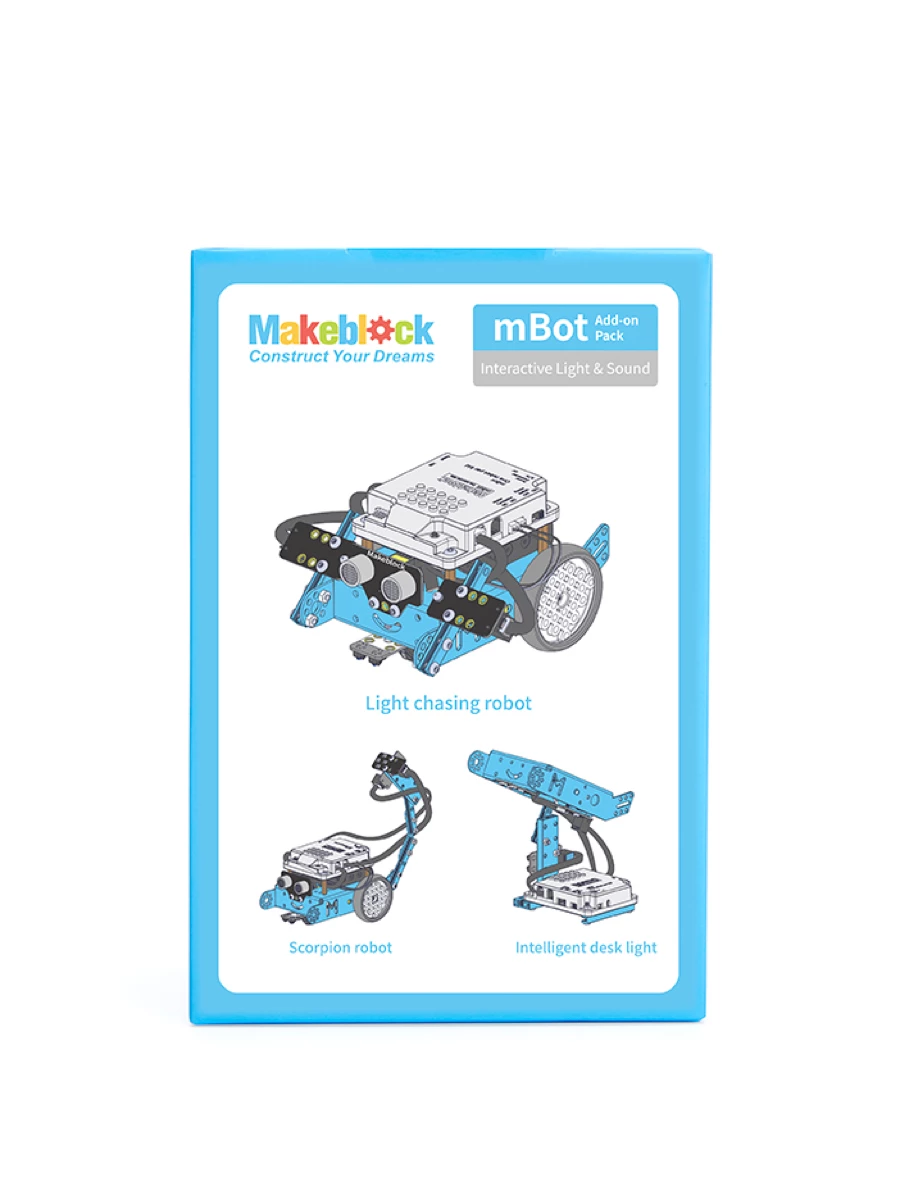 Makeblock
Construct Your Dreams
mBot Add-on Pack
Interactive Light & Sound
Makeblock
Light chasing robot
M
M
Scorpion robot
Intelligent desk light